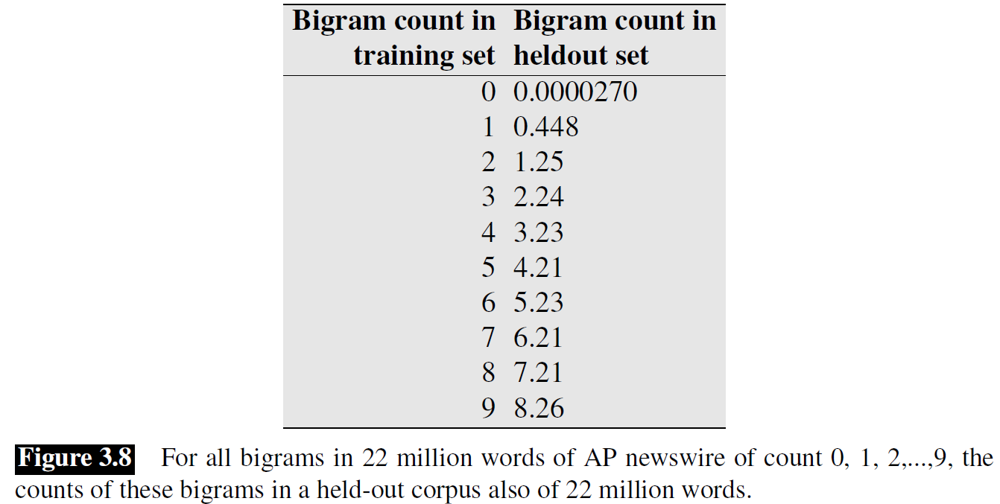 Bigram count in Bigram count in
training set heldout set
0 0.0000270
1 0.448
2 1.25
3 2.24
4 3.23
5 4.21
6 5.23
7 6.21
8 7.21
9 8.26
Figure 3.8 For all bigrams in 22 million words of AP newswire of count 0, 1, 2,...,9, the
counts of these bigrams in a held-out corpus also of 22 million words.